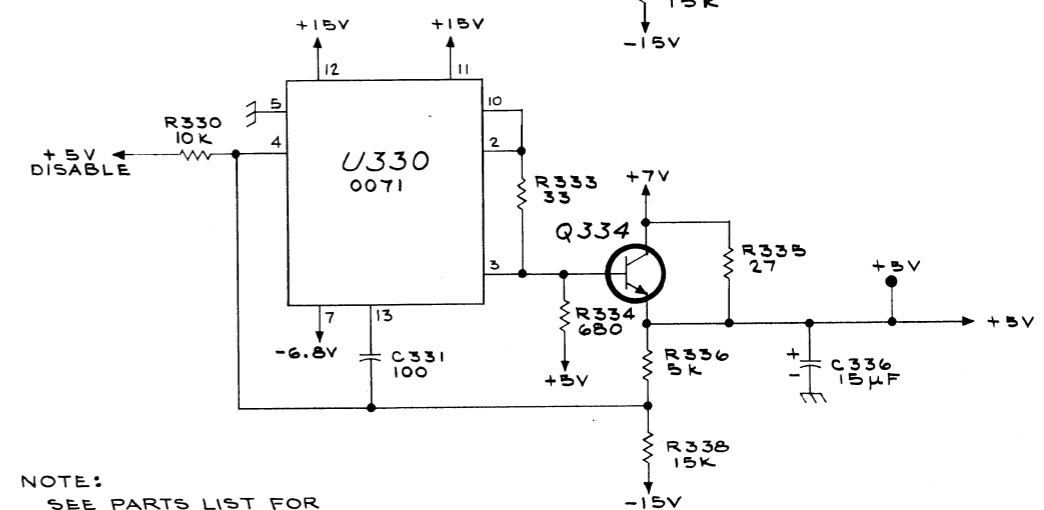 15K
-15V
+15V
+15V
12
11
5
10
R330
10K
4
2
+5V
DISABLE
U330
0071
R333
33
+7V
Q334
R335
27
+5V
3
R334
680
+5V
+5V
7
13
-6.8V
C331
100
R336
5K
+
-
C336
15µF
R338
15K
-15V
NOTE:
SEE PARTS LIST FOR